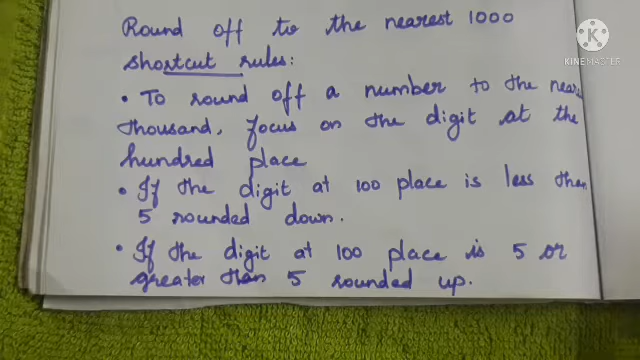 Round off to the nearest 1000
shortcut rules:
• To round off a number to the neares
thousand, focus on the digit at the
hundred place
• If the digit at 100 place is less than
5 rounded down.
• If the digit at 100 place is 5 or
greater than 5 rounded up.
KINEMASTER